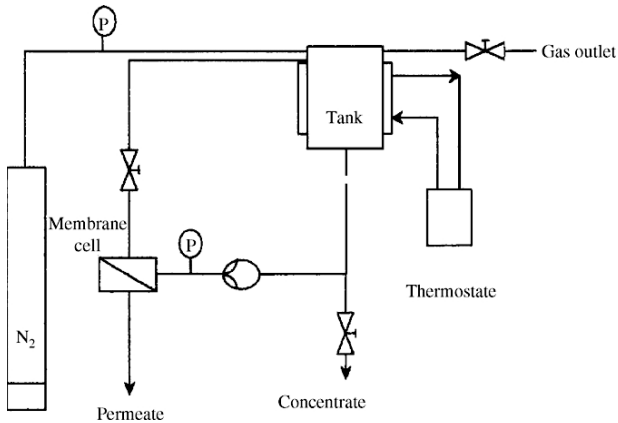 P
Gas outlet
Tank
Membrane
cell
P
Thermostate
N2
Concentrate
Permeate